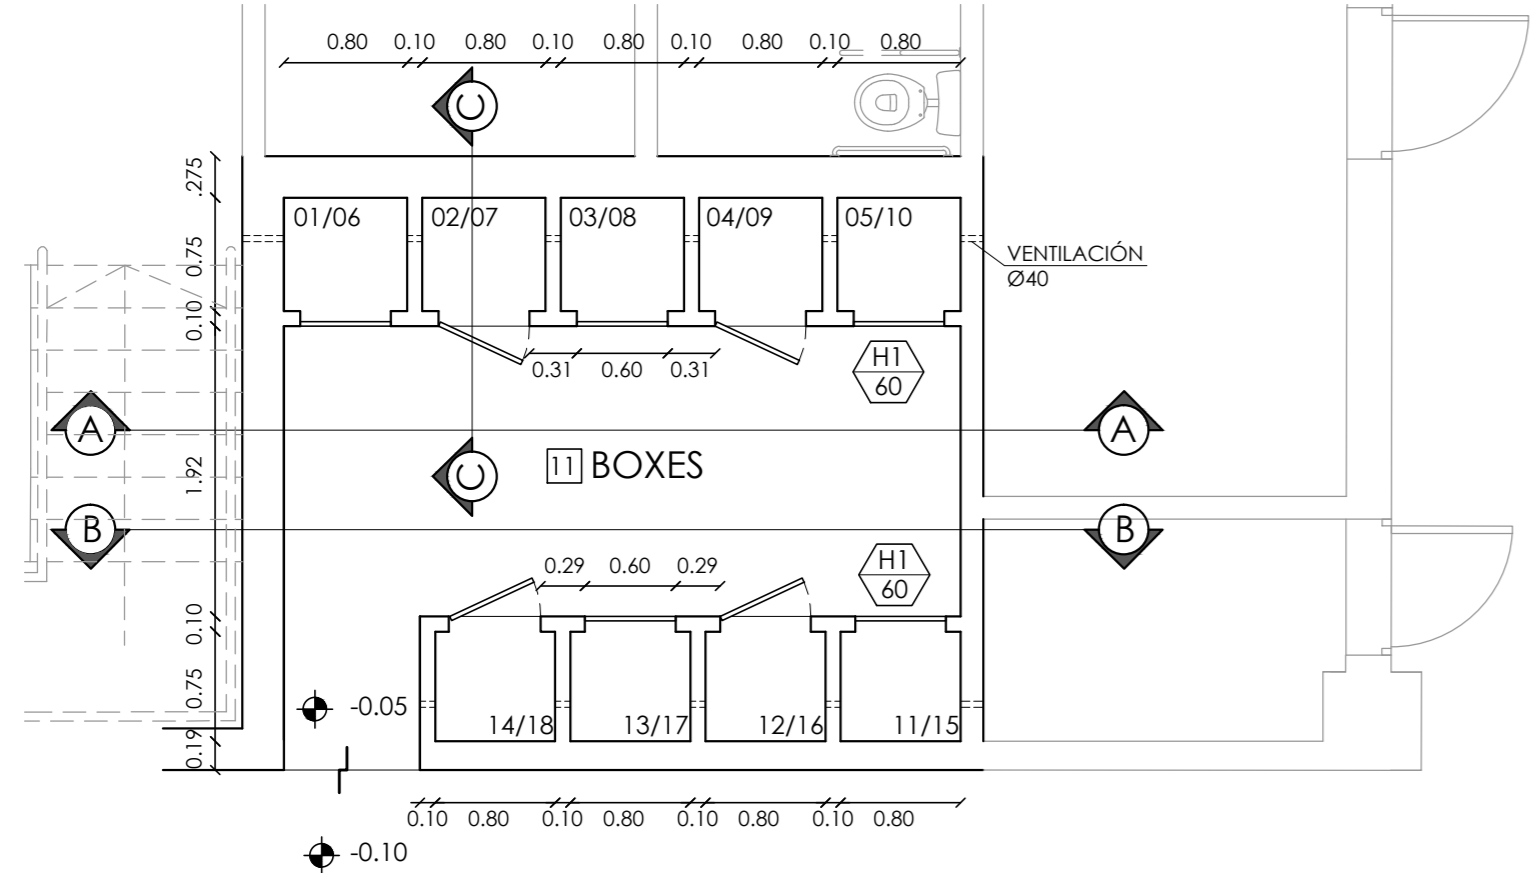 0.80 0.10 0.80 0.10 0.80 0.10 0.80 0.10 0.80
C
.275
01/06 02/07 03/08 04/09 05/10
0.75
VENTILACIÓN
Ø40
0.10
0.31 0.60 0.31
H1
60
A A
1.92
C
11 BOXES
B B
0.29 0.60 0.29
H1
60
0.10
0.75
-0.05
14/18 13/17 12/16 11/15
0.19
0.10 0.80 0.10 0.80 0.10 0.80 0.10 0.80
-0.10